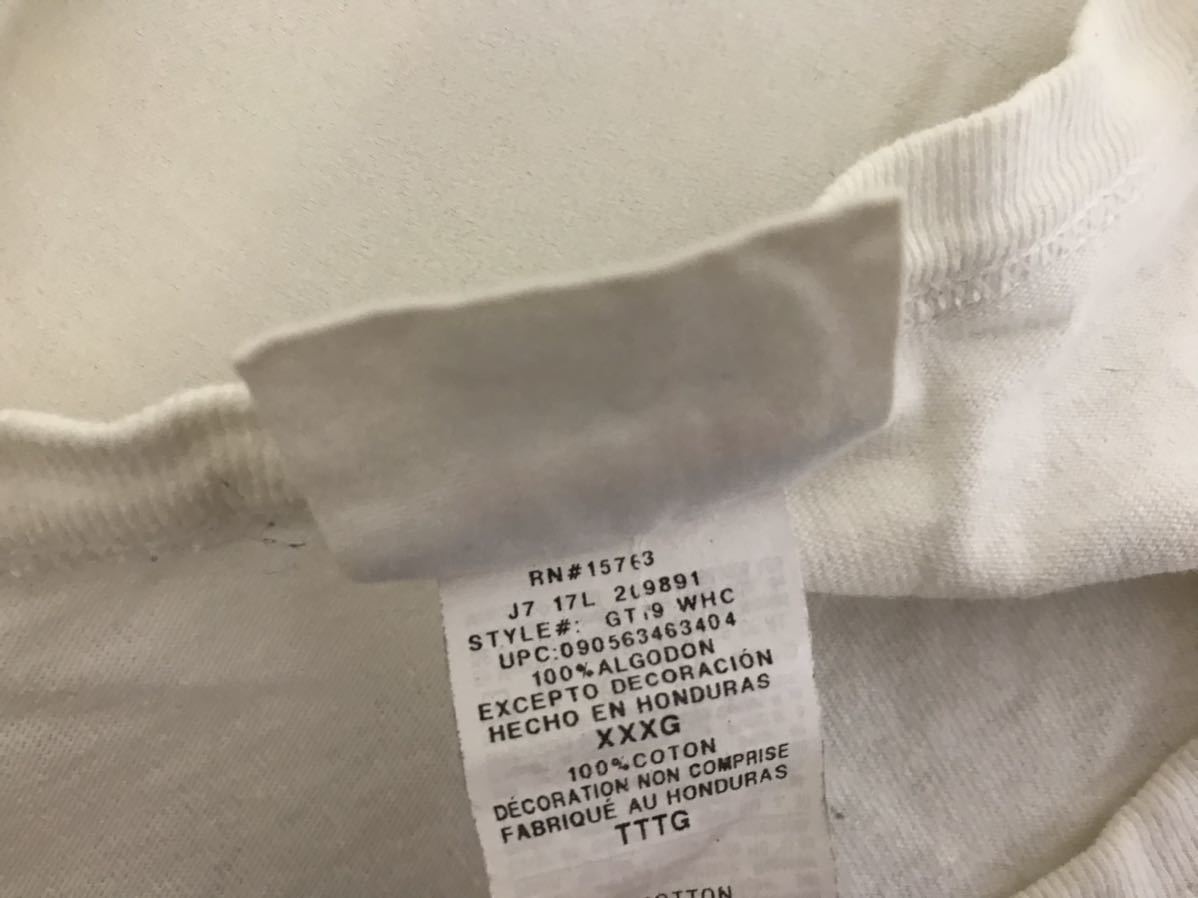 RN#15763
J7 17L
STYLE#: WHC
UPC:090563463404
100%ALGODON
EXCEPTO DECORACIÓN
HECHO EN HONDURAS
XXXG
100%COTON
DÉCORATION NON COMPRISE
FABRIQUÉ AU HONDURAS
TTTG